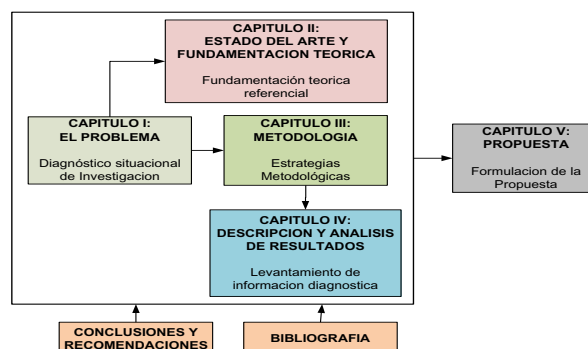 CAPITULO II:
ESTADO DEL ARTE Y
FUNDAMENTACION TEORICA
Fundamentación teorica
referencial
CAPITULO I:
EL PROBLEMA
Diagnóstico situacional
de Investigacion
CAPITULO III:
METODOLOGIA
Estrategias
Metodológicas
CAPITULO IV:
DESCRIPCION Y ANALISIS
DE RESULTADOS
Levantamiento de
informacion diagnostica
CAPITULO V:
PROPUESTA
Formulacion de la
Propuesta
CONCLUSIONES Y
RECOMENDACIONES
BIBLIOGRAFIA